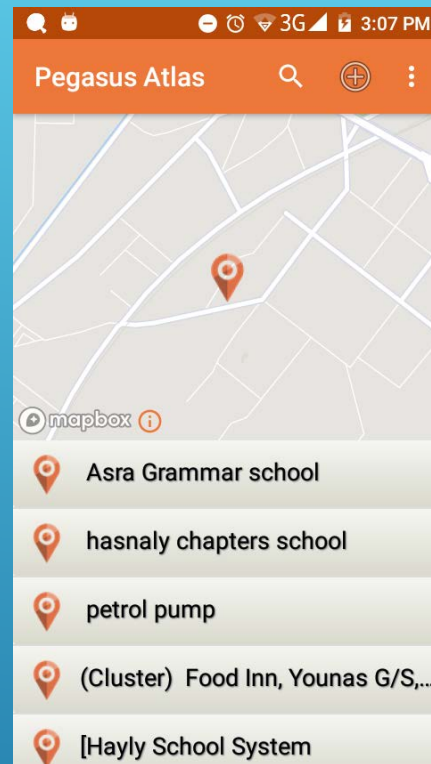 3G 3:07 PM
Pegasus Atlas
mapbox
Asra Grammar school
hasnaly chapters school
petrol pump
(Cluster) Food Inn, Younas G/S,...
[Hayly School System